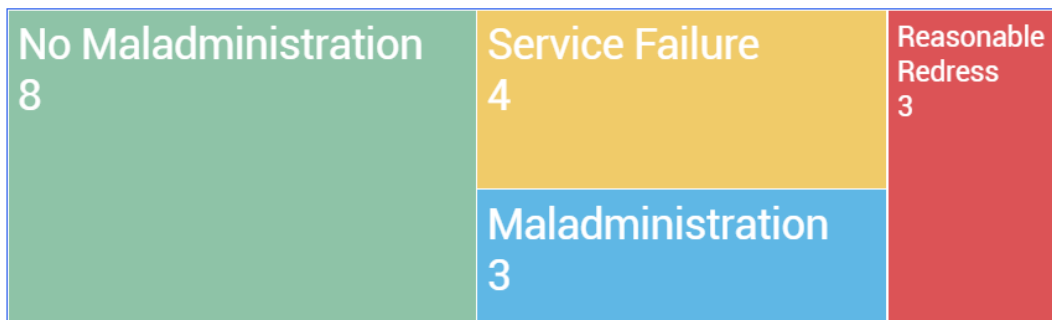 No Maladministration
8
Service Failure
4
Maladministration
3
Reasonable
Redress
3